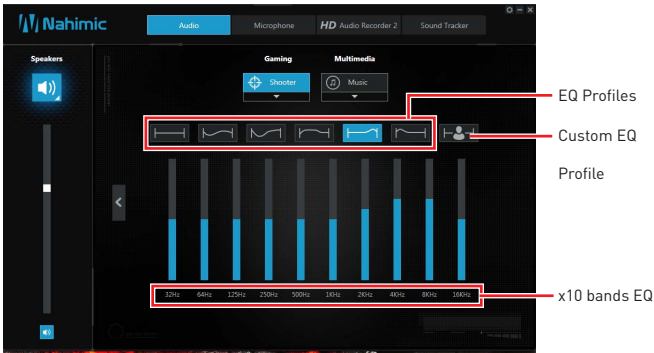 Nahimic
Audio
Microphone
HD Audio Recorder 2
Sound Tracker
Speakers
Gaming
Multimedia
Shooter
Music
EQ Profiles
Custom EQ
Profile
32Hz 64Hz 125Hz 250Hz 500Hz 1KHz 2KHz 4KHz 8KHz 16KHz
x10 bands EQ